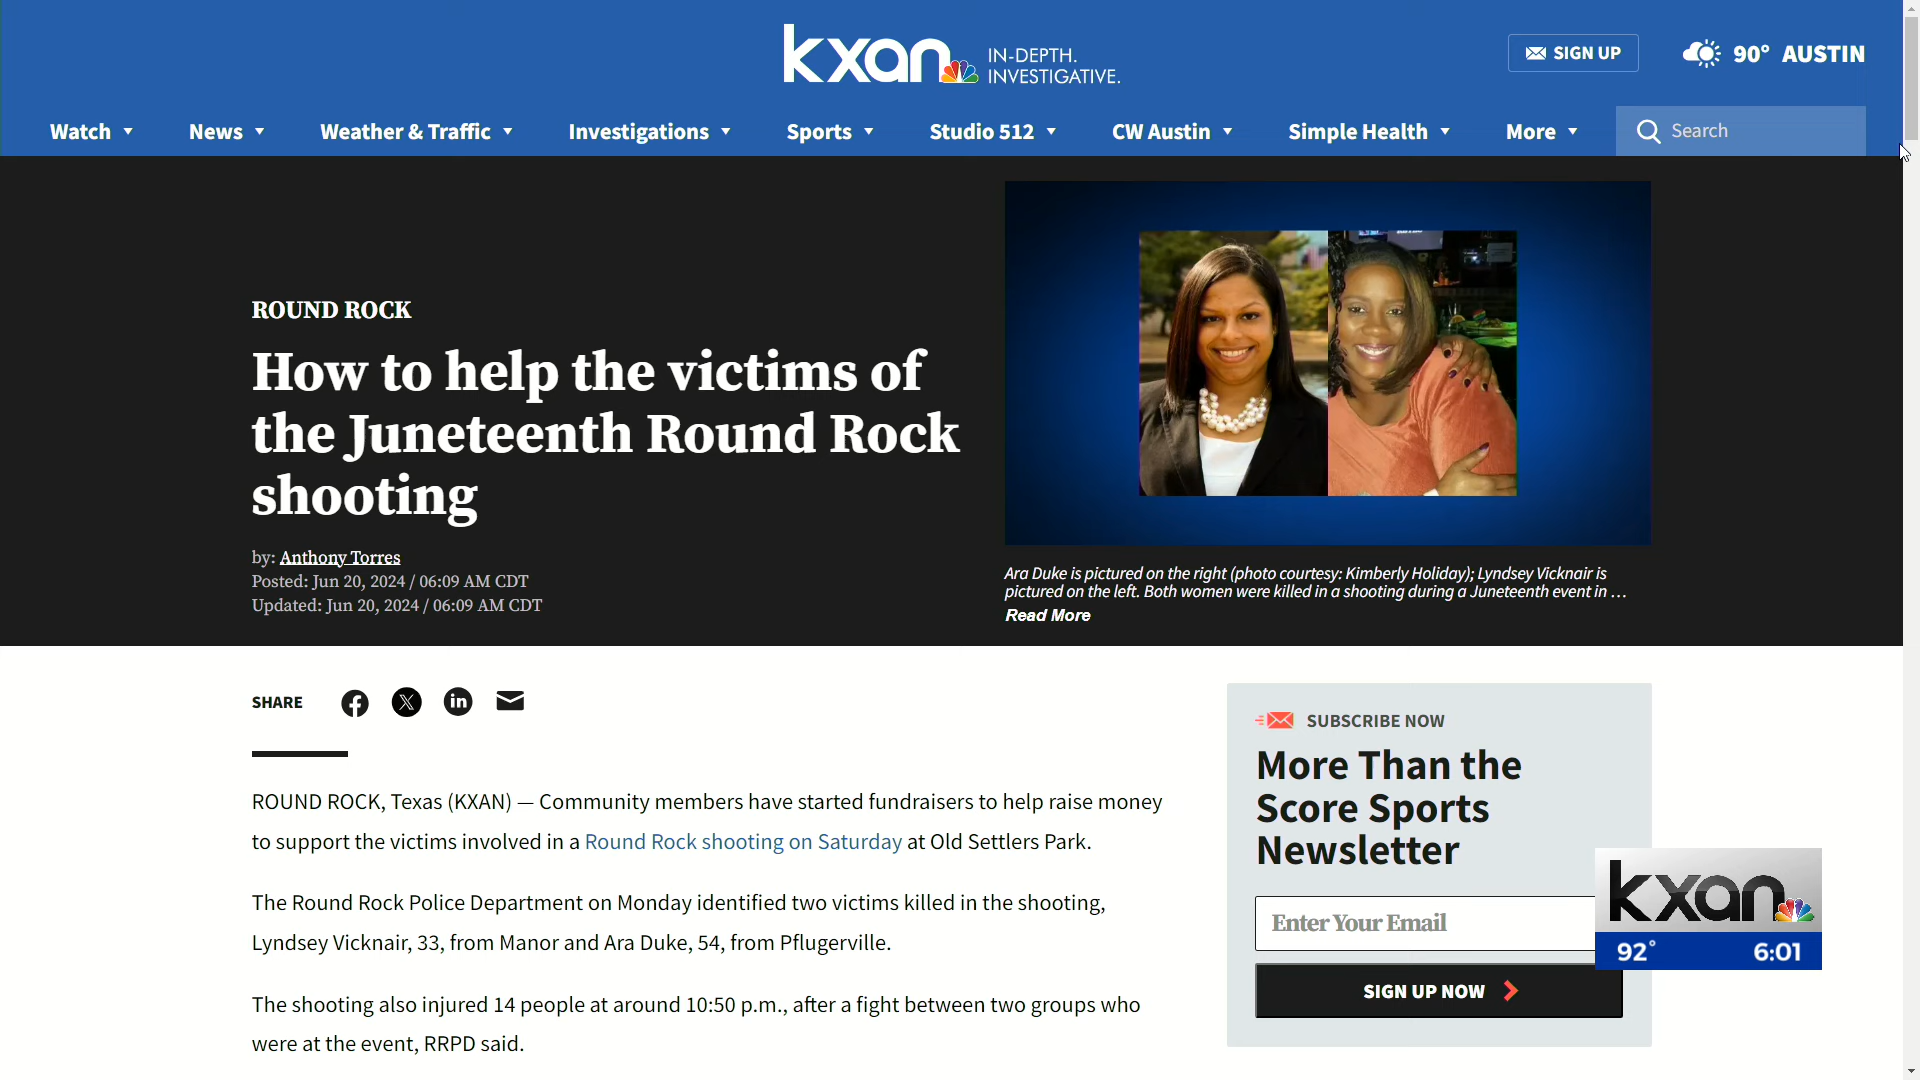 kxan IN-DEPTH.
INVESTIGATIVE.
SIGN UP
90° AUSTIN
Watch News Weather & Traffic Investigations Sports Studio 512 CW Austin Simple Health More Search
ROUND ROCK
How to help the victims of
the Juneteenth Round Rock
shooting
by: Anthony Torres
Posted: Jun 20, 2024 / 06:09 AM CDT
Updated: Jun 20, 2024 / 06:09 AM CDT
Ara Duke is pictured on the right (photo courtesy: Kimberly Holiday); Lyndsey Vicknair is
pictured on the left. Both women were killed in a shooting during a Juneteenth event in ...
Read More
SHARE
ROUND ROCK, Texas (KXAN) — Community members have started fundraisers to help raise money
to support the victims involved in a Round Rock shooting on Saturday at Old Settlers Park.
The Round Rock Police Department on Monday identified two victims killed in the shooting,
Lyndsey Vicknair, 33, from Manor and Ara Duke, 54, from Pflugerville.
The shooting also injured 14 people at around 10:50 p.m., after a fight between two groups who
were at the event, RRPD said.
SUBSCRIBE NOW
More Than the
Score Sports
Newsletter
Enter Your Email
SIGN UP NOW
kxan
92° 6:01